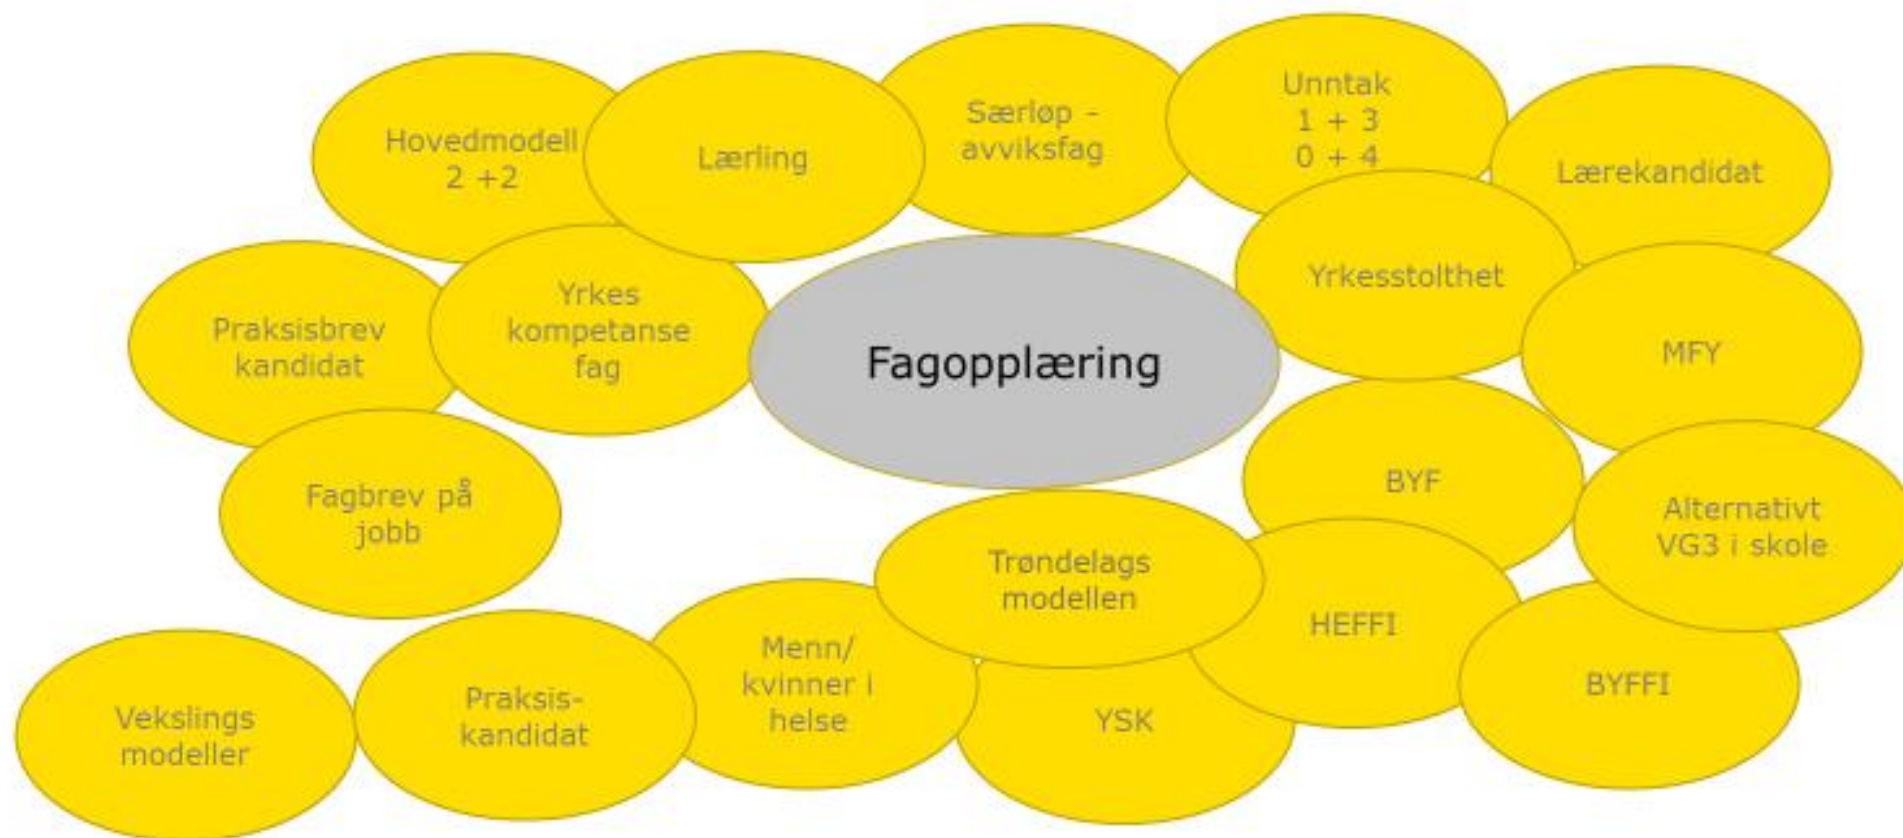 Hovedmodell
2 +2
Lærling
Særløp -
avviksfag
Unntak
1 + 3
0 + 4
Lærekandidat
Praksisbrev
kandidat
Yrkes
kompetanse
fag
Fagopplæring
Yrkesstolthet
MFY
Fagbrev på
jobb
BYF
Alternativt
VG3 i skole
Trøndelags
modellen
HEFFI
BYFFI
Vekslings
modeller
Praksis-
kandidat
Menn/
kvinner i
helse
YSK